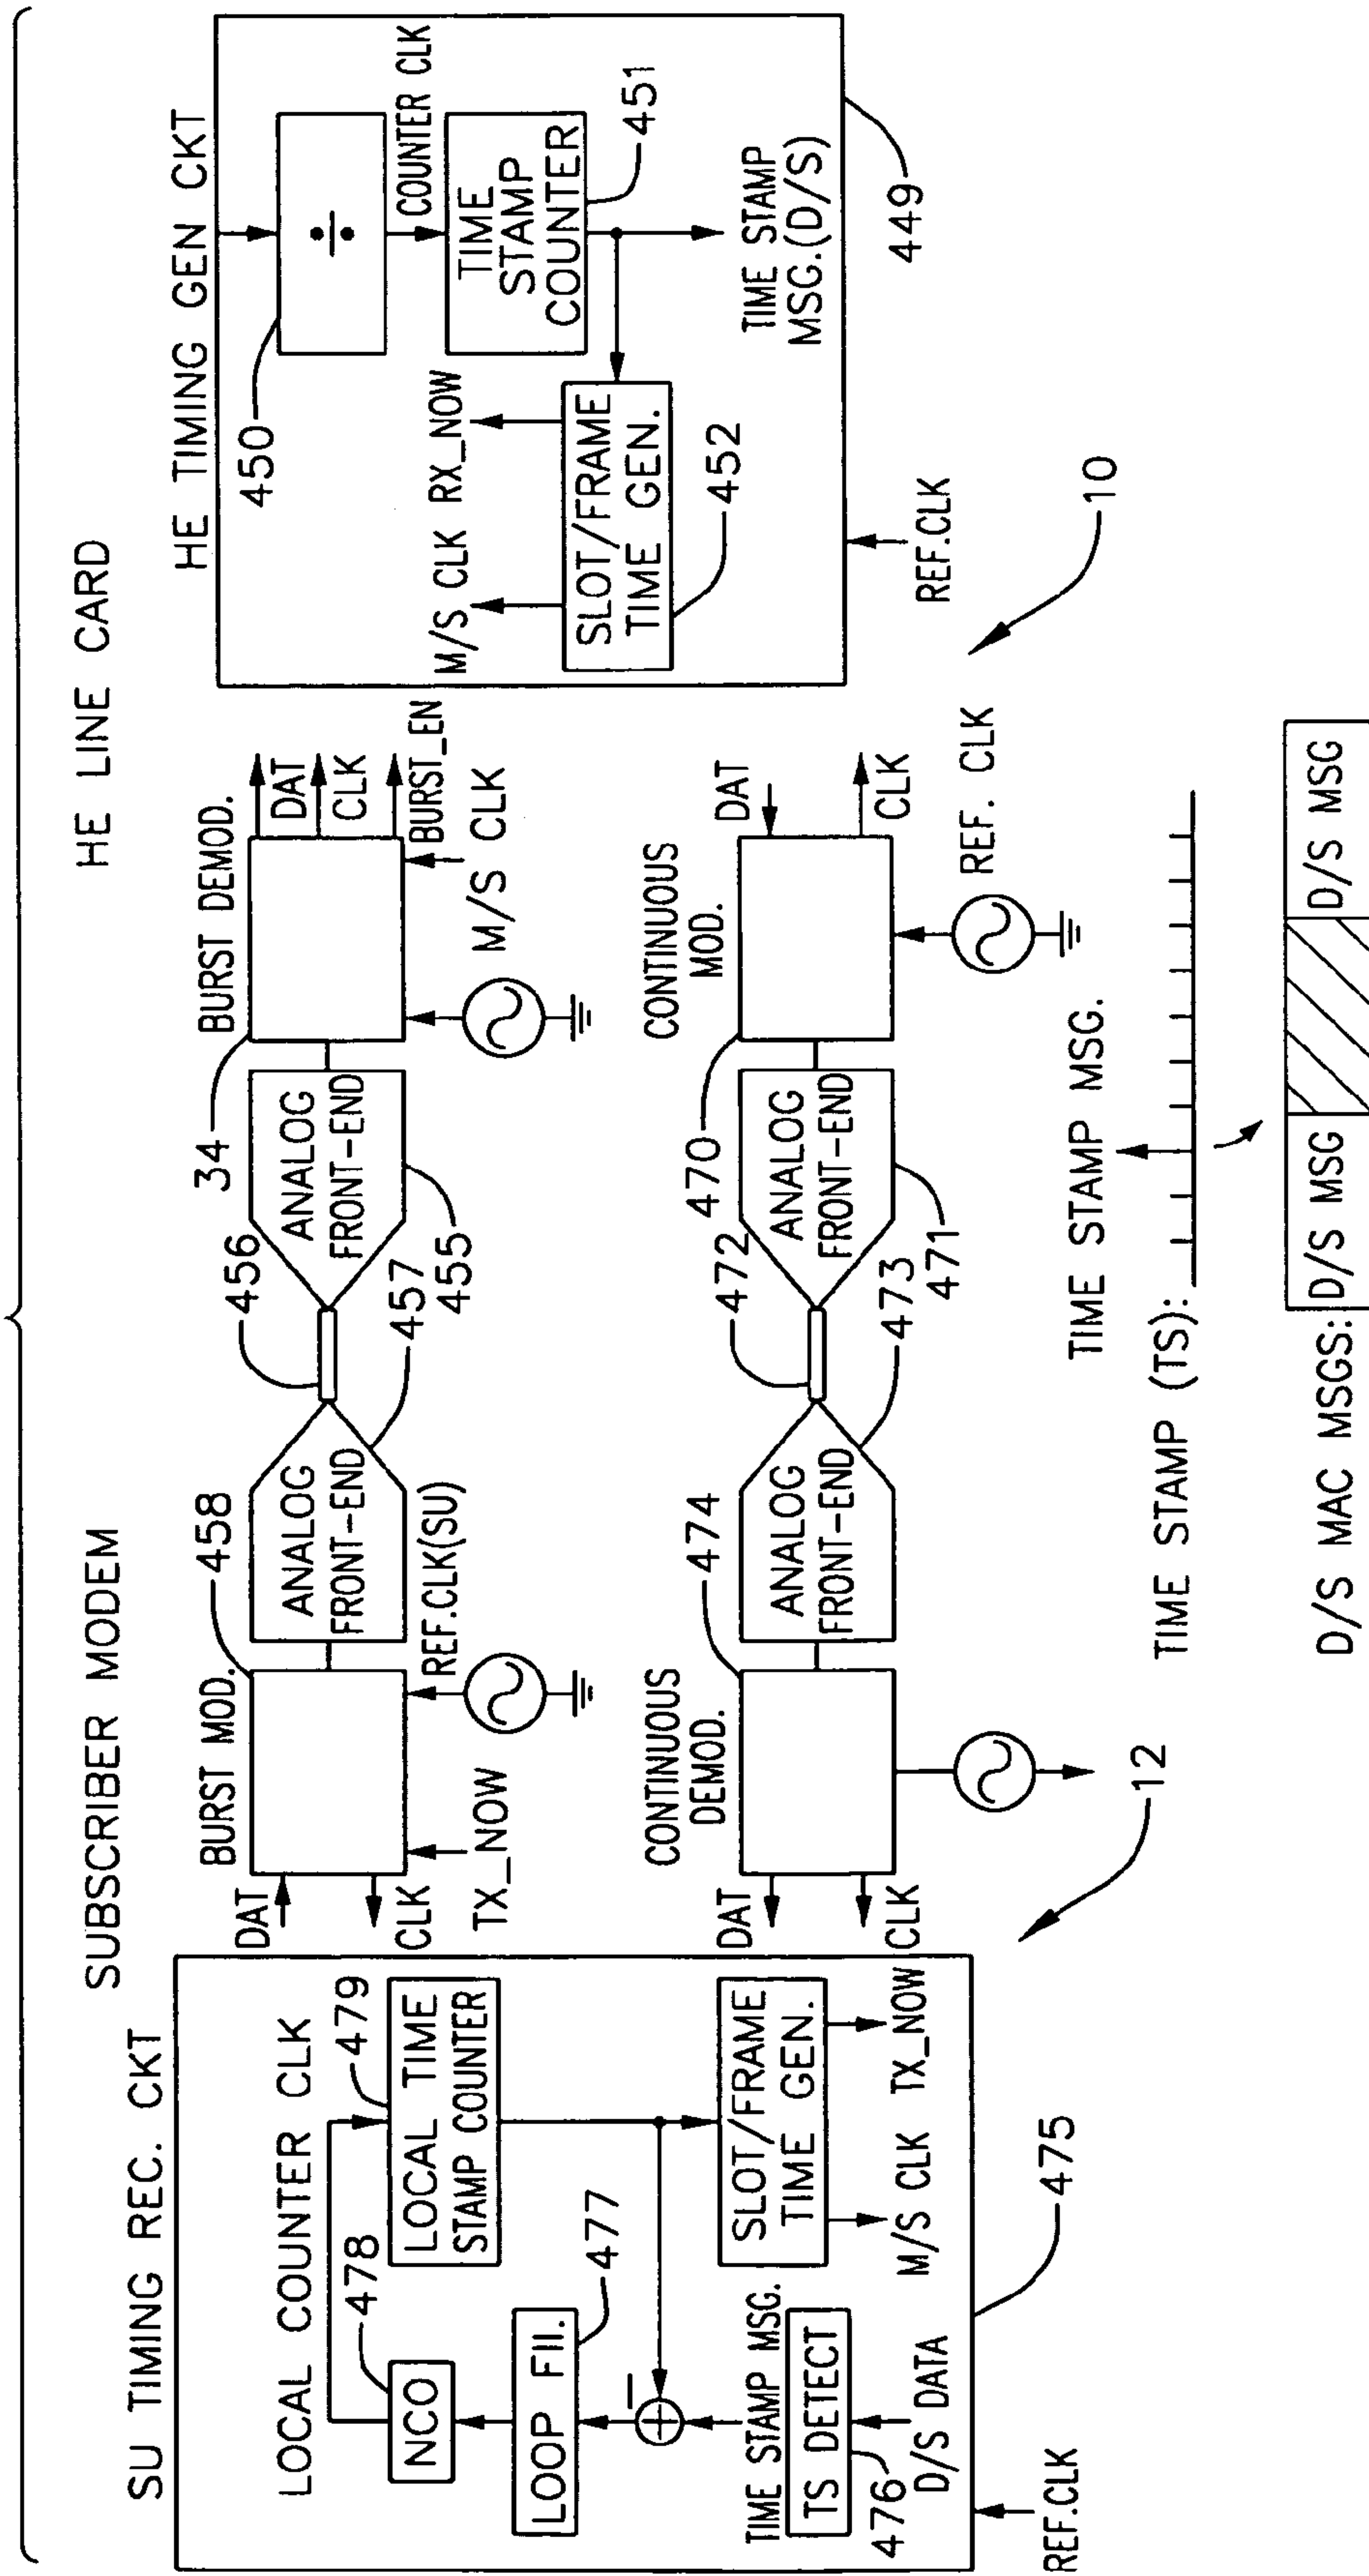 SUBSCRIBER MODEM
HE LINE CARD
SU TIMING REC. CKT
LOCAL COUNTER CLK
478
479
NCO
LOCAL TIME
STAMP COUNTER
LOOP FIl.
477
TIME STAMP MSG.
TS DETECT
476
D/S DATA
SLOT/FRAME
TIME GEN.
M/S CLK
TX_NOW
475
REF.CLK
BURST MOD.
458
DAT
CLK
TX_NOW
REF.CLK(SU)
ANALOG
FRONT-END
457
456
ANALOG
FRONT-END
455
34
BURST DEMOD.
DAT
CLK
BURST_EN
M/S CLK
CONTINUOUS
DEMOD.
474
DAT
CLK
12
ANALOG
FRONT-END
473
472
ANALOG
FRONT-END
471
470
CONTINUOUS
MOD.
DAT
CLK
REF. CLK
HE TIMING GEN CKT
450
÷
COUNTER CLK
TIME
STAMP
COUNTER
451
M/S CLK
RX_NOW
SLOT/FRAME
TIME GEN.
452
TIME STAMP
MSG.(D/S)
449
REF.CLK
10
TIME STAMP MSG.
TIME STAMP (TS):
D/S MAC MSGS:
D/S MSG
D/S MSG